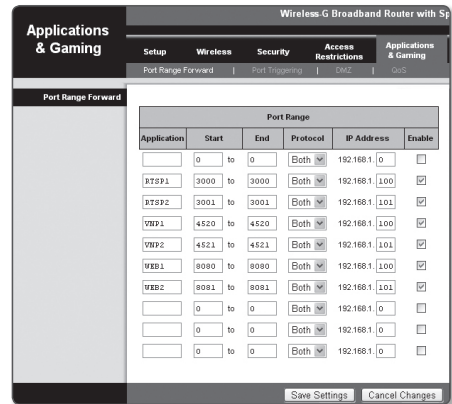 Wireless-G Broadband Router with Sp
Applications
& Gaming
Setup Wireless Security Access Restrictions Applications & Gaming
Port Range Forward | Port Triggering | DMZ | QoS
Port Range Forward
Port Range
Application Start End Protocol IP Address Enable
0 to 0 Both 192.168.1. 0
RTSP1 3000 to 3000 Both 192.168.1. 100
RTSP2 3001 to 3001 Both 192.168.1. 101
VNP1 4520 to 4520 Both 192.168.1. 100
VNP2 4521 to 4521 Both 192.168.1. 101
WEB1 8080 to 8080 Both 192.168.1. 100
WEB2 8081 to 8081 Both 192.168.1. 101
0 to 0 Both 192.168.1. 0
0 to 0 Both 192.168.1. 0
0 to 0 Both 192.168.1. 0
Save Settings Cancel Changes